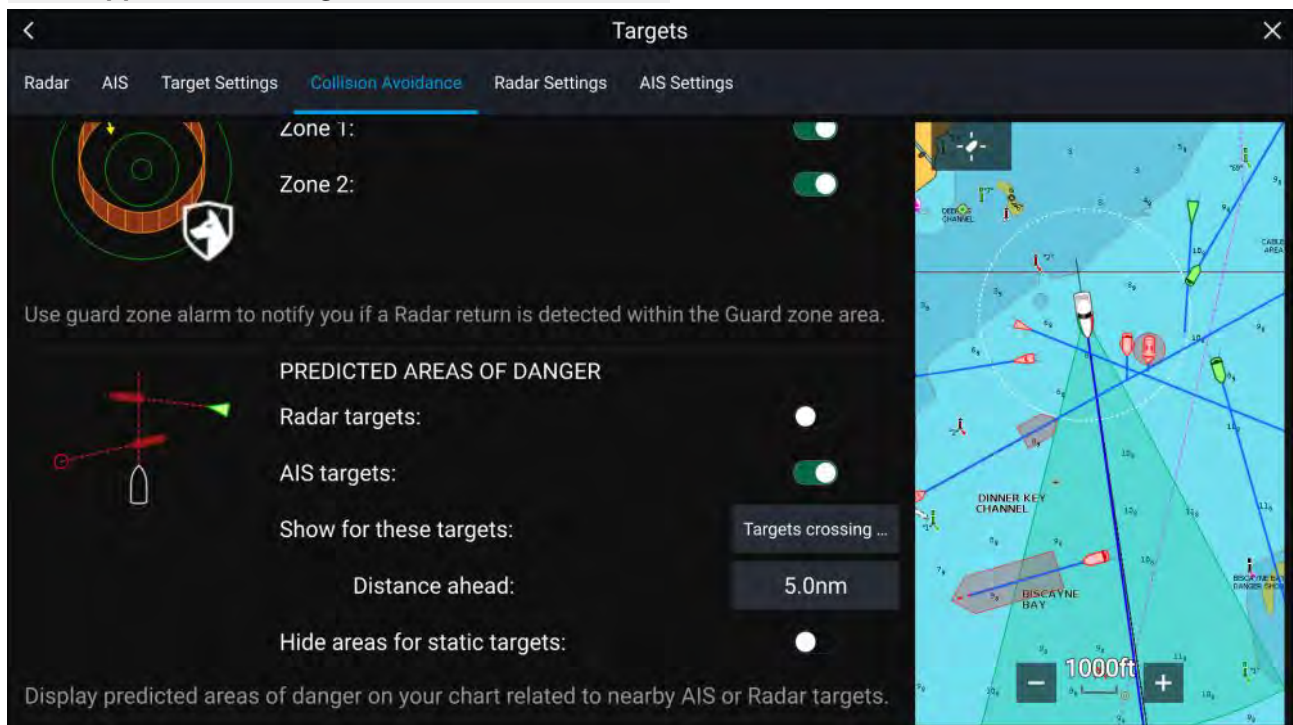 Targets
Radar AIS Target Settings Collision Avoidance Radar Settings AIS Settings
Zone 1:
Zone 2:
Use guard zone alarm to notify you if a Radar return is detected within the Guard zone area.
PREDICTED AREAS OF DANGER
Radar targets:
AIS targets:
Show for these targets:
Targets crossing ...
Distance ahead:
5.0nm
Hide areas for static targets:
Display predicted areas of danger on your chart related to nearby AIS or Radar targets.
CHANNEL
CABLE
AREA
DINNER KEY
CHANNEL
BISCAYNE
BAY
1000ft